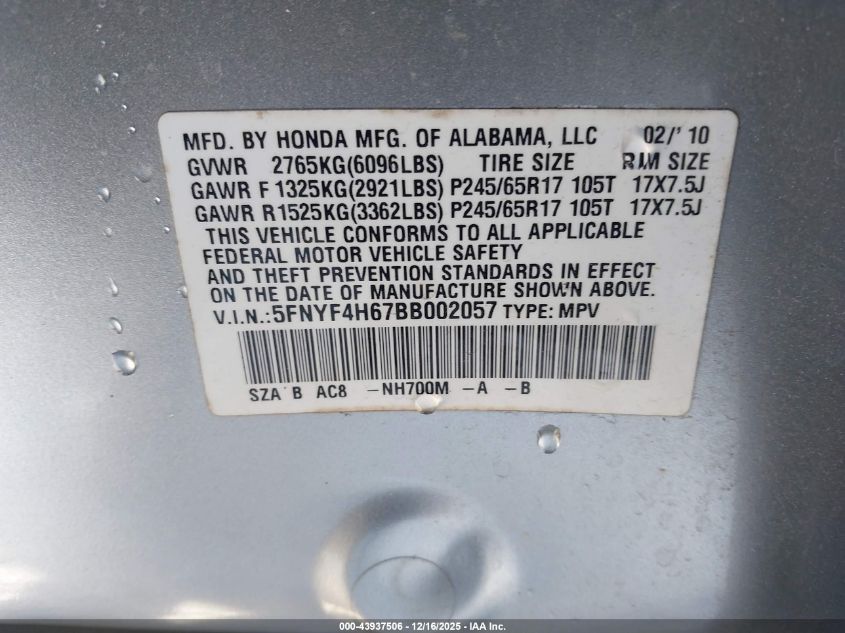 MFD. BY HONDA MFG. OF ALABAMA, LLC 02/' 10
GVWR 2765KG(6096LBS) TIRE SIZE RIM SIZE
GAWR F 1325KG(2921LBS) P245/65R17 105T 17X7.5J
GAWR R1525KG(3362LBS) P245/65R17 105T 17X7.5J
THIS VEHICLE CONFORMS TO ALL APPLICABLE
FEDERAL MOTOR VEHICLE SAFETY
AND THEFT PREVENTION STANDARDS IN EFFECT
ON THE DATE OF MANUFACTURE SHOWN ABOVE.
V.I.N.:5FNYF4H67BB002057 TYPE: MPV
SZA B AC8 -NH700M -A -B
000-43937506 - 12/16/2025 - IAA Inc.